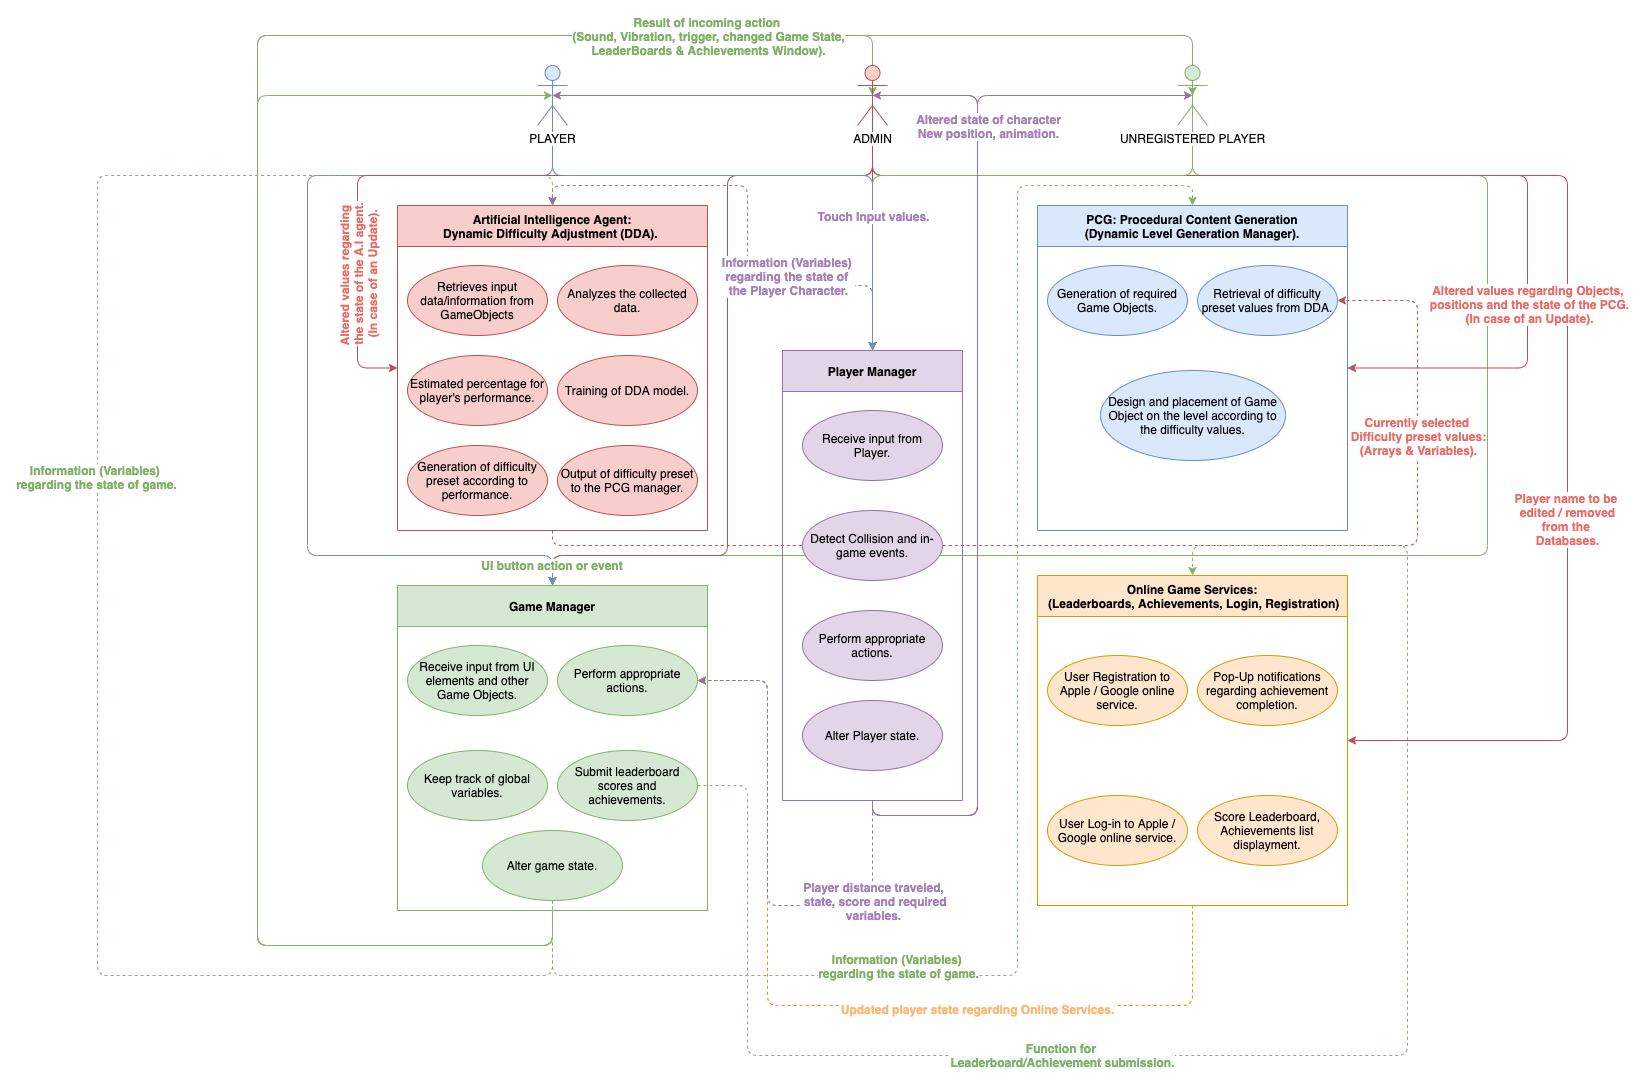 Result of incoming action
(Sound, Vibration, trigger, changed Game State,
LeaderBoards & Achievements Window).
PLAYER
ADMIN
UNREGISTERED PLAYER
Altered state of character
New position, animation.
Touch Input values.
Altered values regarding
the state of the A.I agent.
(In case of an Update).
Artificial Intelligence Agent:
Dynamic Difficulty Adjustment (DDA).
Retrieves input
data/information from
GameObjects
Analyzes the collected
data.
Estimated percentage for
player's performance.
Training of DDA model.
Generation of difficulty
preset according to
performance.
Output of difficulty preset
to the PCG manager.
Information (Variables)
regarding the state of
the Player Character.
Player Manager
Receive input from
Player.
Detect Collision and in-
game events.
Perform appropriate
actions.
Alter Player state.
PCG: Procedural Content Generation
(Dynamic Level Generation Manager).
Generation of required
Game Objects.
Retrieval of difficulty
preset values from DDA.
Design and placement of Game
Object on the level according to
the difficulty values.
Altered values regarding Objects,
positions and the state of the PCG.
(In case of an Update).
Currently selected
Difficulty preset values:
(Arrays & Variables).
Player name to be
edited / removed
from the
Databases.
Information (Variables)
regarding the state of game.
UI button action or event
Game Manager
Receive input from UI
elements and other
Game Objects.
Perform appropriate
actions.
Keep track of global
variables.
Submit leaderboard
scores and
achievements.
Alter game state.
Online Game Services:
(Leaderboards, Achievements, Login, Registration)
User Registration to
Apple / Google online
service.
Pop-Up notifications
regarding achievement
completion.
User Log-in to Apple /
Google online service.
Score Leaderboard,
Achievements list
displayment.
Player distance traveled,
state, score and required
variables.
Information (Variables)
regarding the state of game.
Updated player state regarding Online Services.
Function for
Leaderboard/Achievement submission.